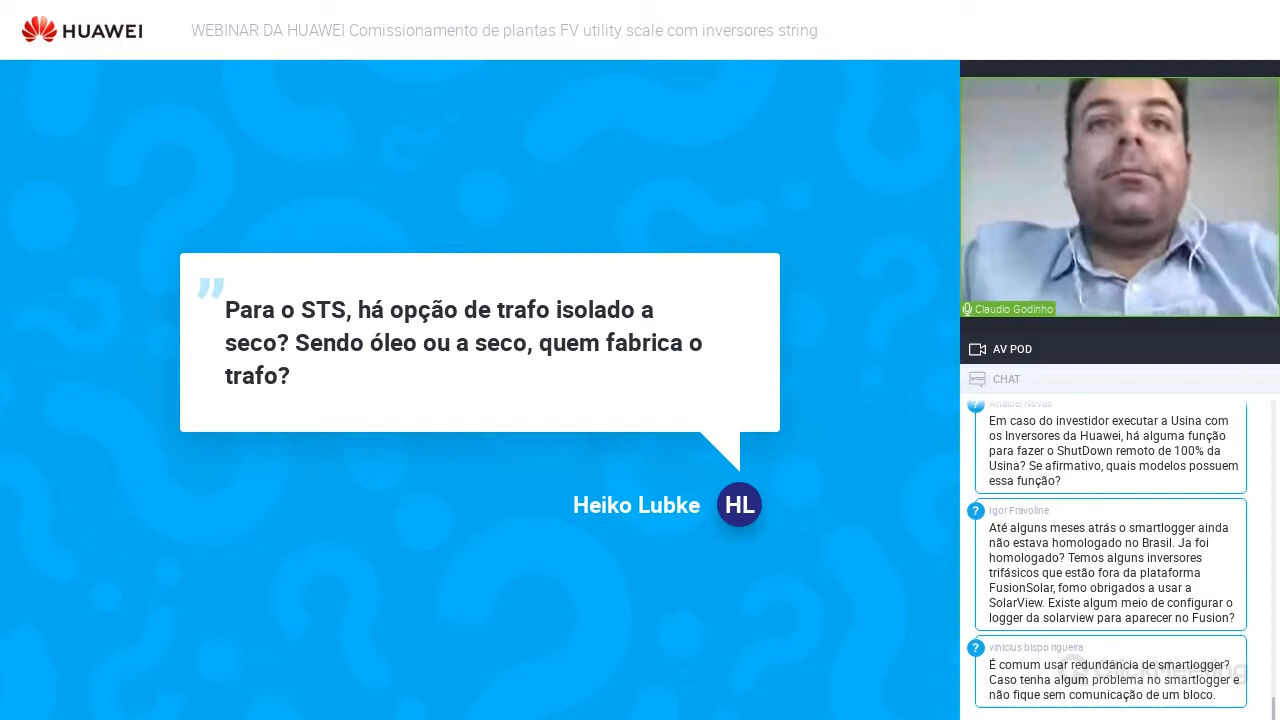 HUAWEI
WEBINAR DA HUAWEI Comissionamento de plantas FV utility scale com inversores string
Para o STS, há opção de trafo isolado a
seco? Sendo óleo ou a seco, quem fabrica o
trafo?
Heiko Lubke
HL
Claudio Godinho
AV POD
CHAT
? Anaibel Novas
Em caso do investidor executar a Usina com
os Inversores da Huawei, há alguma função
para fazer o ShutDown remoto de 100% da
Usina? Se afirmativo, quais modelos possuem
essa função?
? Igor Fravoline
Até alguns meses atrás o smartlogger ainda
não estava homologado no Brasil. Ja foi
homologado? Temos alguns inversores
trifásicos que estão fora da plataforma
FusionSolar, fomo obrigados a usar a
SolarView. Existe algum meio de configurar o
logger da solarview para aparecer no Fusion?
? vinicius bispo rigueira
É comum usar redundância de smartlogger?
Caso tenha algum problema no smartlogger e
não fique sem comunicação de um bloco.
ClickMeeting